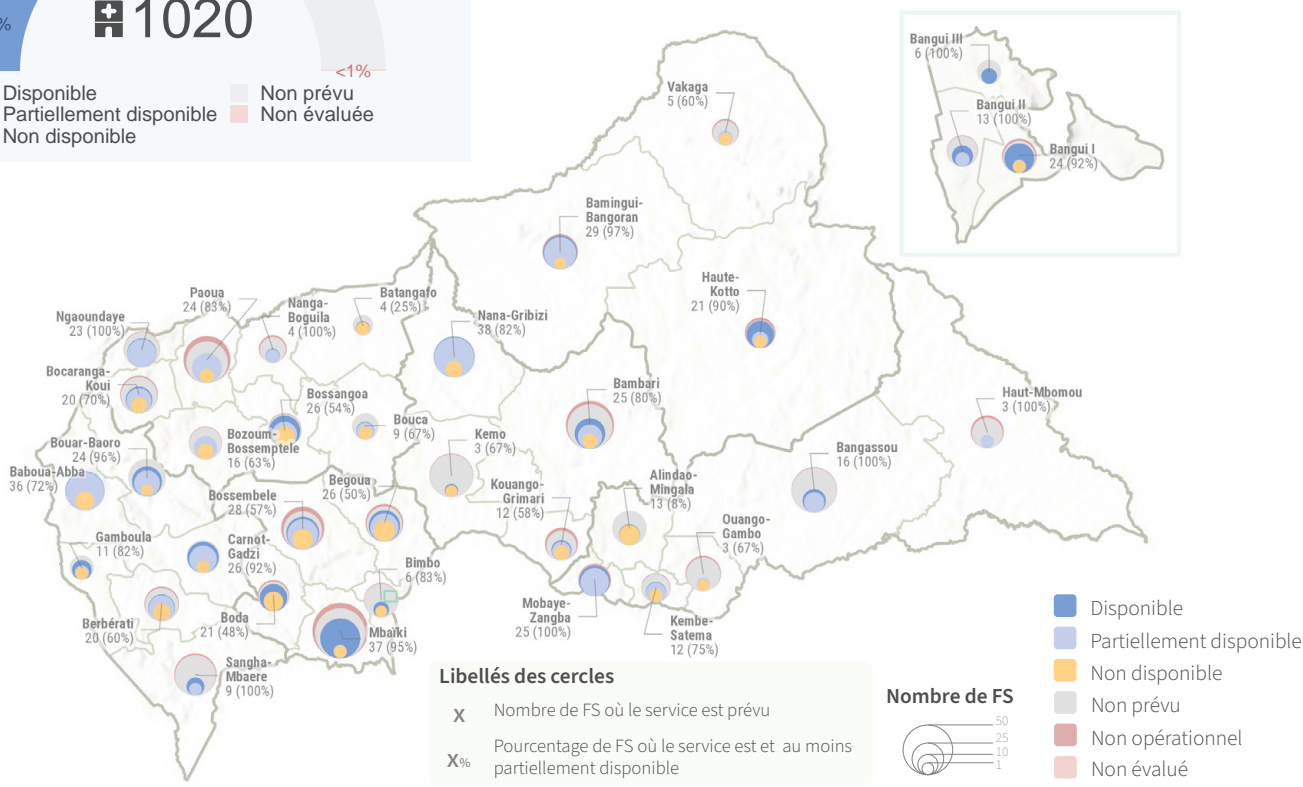 %
1020
<1%
Disponible
Partiellement disponible
Non disponible
Non prévu
Non évaluée
Bangui III
6 (100%)
Bangui II
13 (100%)
Bangui I
24 (92%)
Vakaga
5 (60%)
Bamingui-
Bangoran
29 (97%)
Haute-
Kotto
21 (90%)
Paoua
24 (83%)
Nanga-
Boguila
4 (100%)
Batangafo
4 (25%)
Ngaoundaye
23 (100%)
Nana-Gribizi
38 (82%)
Bocaranga-
Koui
20 (70%)
Bossangoa
26 (54%)
Bambari
25 (80%)
Haut-Mbomou
3 (100%)
Bouca
9 (67%)
Bozoum-
Bossemptele
16 (63%)
Kemo
3 (67%)
Bangassou
16 (100%)
Bouar-Baoro
24 (96%)
Baboua-Abba
36 (72%)
Begoua
26 (50%)
Bossembele
28 (57%)
Kouango-
Grimari
12 (58%)
Alindao-
Mingala
13 (8%)
Ouango-
Gambo
3 (67%)
Gamboula
11 (82%)
Carnot-
Gadzi
26 (92%)
Bimbo
6 (83%)
Berbérati
20 (60%)
Boda
21 (48%)
Mbaïki
37 (95%)
Mobaye-
Zangba
25 (100%)
Kembe-
Satema
12 (75%)
Sangha-
Mbaere
9 (100%)
Libellés des cercles
X Nombre de FS où le service est prévu
X% Pourcentage de FS où le service est et au moins
partiellement disponible
Nombre de FS
50
25
10
1
Disponible
Partiellement disponible
Non disponible
Non prévu
Non opérationnel
Non évalué